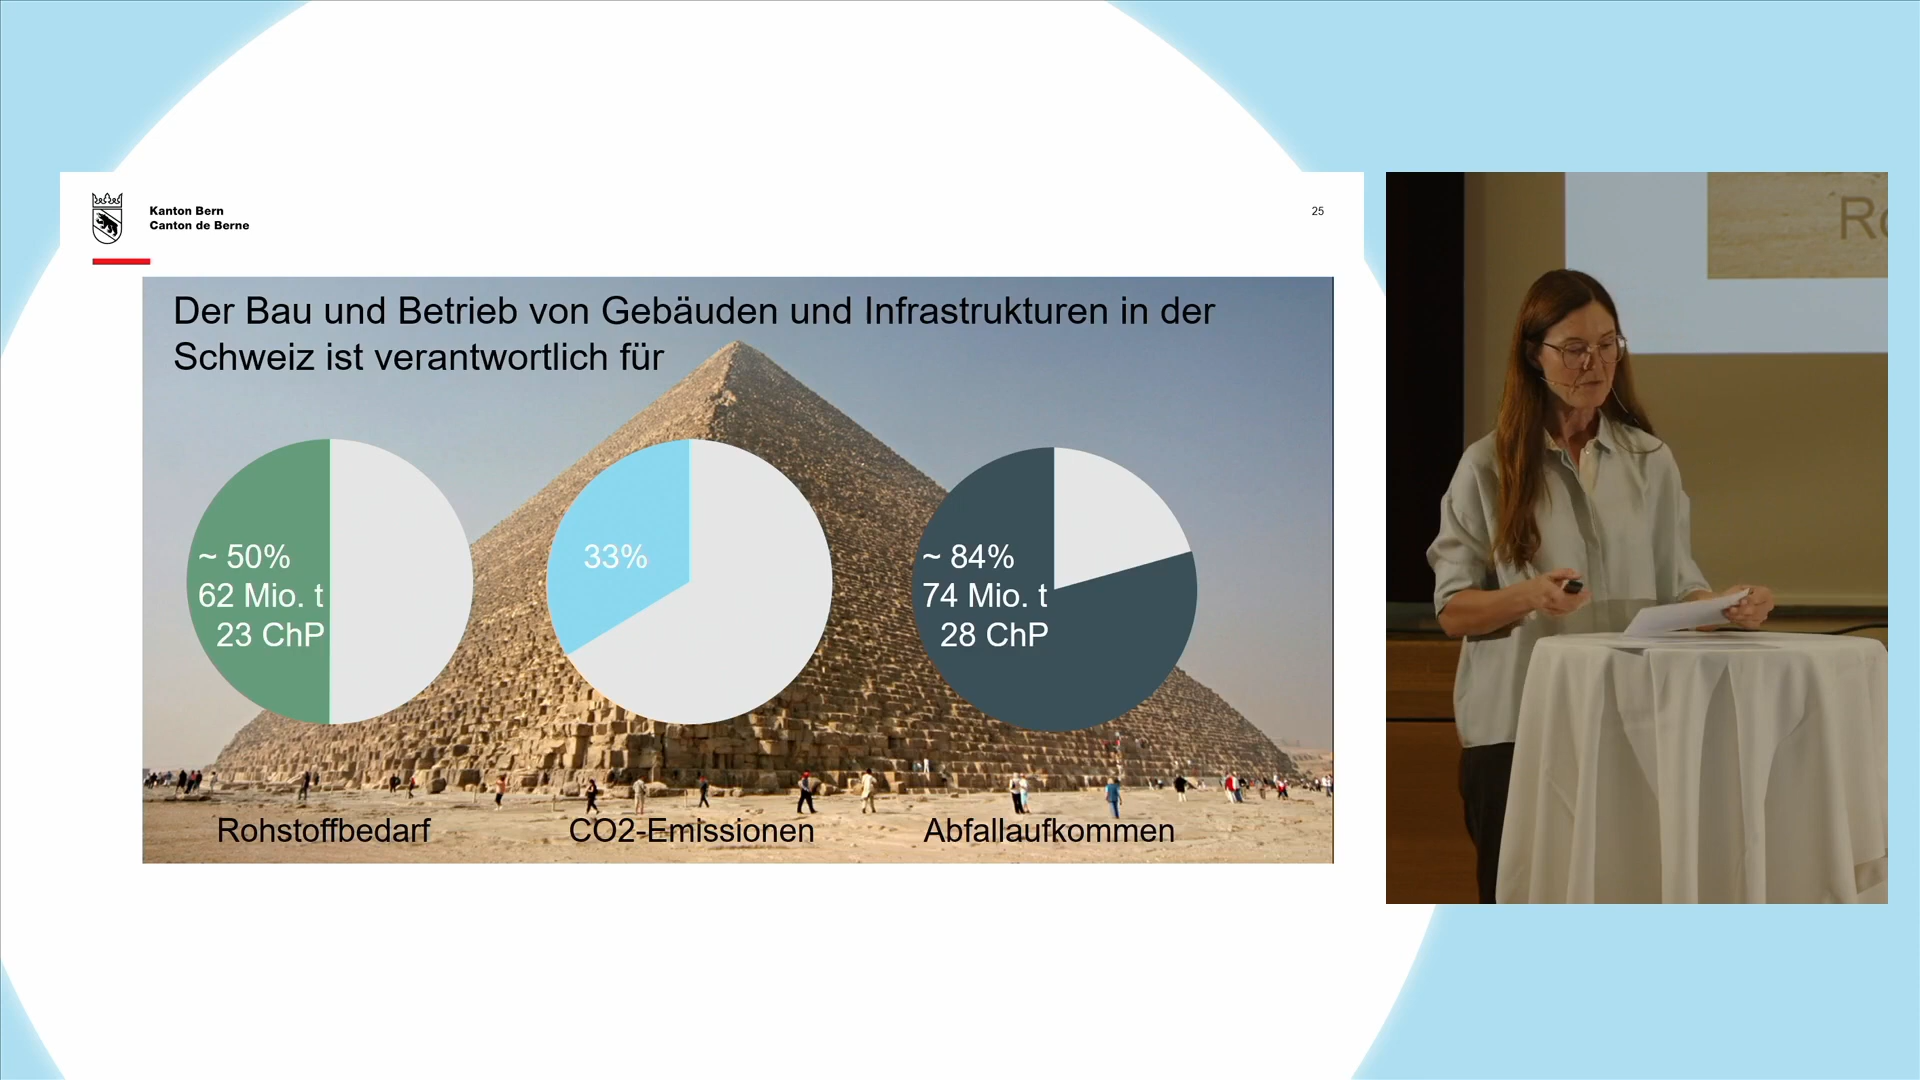 Kanton Bern
Canton de Berne
25
Der Bau und Betrieb von Gebäuden und Infrastrukturen in der
Schweiz ist verantwortlich für
~ 50%
62 Mio. t
23 ChP
33%
~ 84%
74 Mio. t
28 ChP
Rohstoffbedarf
CO2-Emissionen
Abfallaufkommen